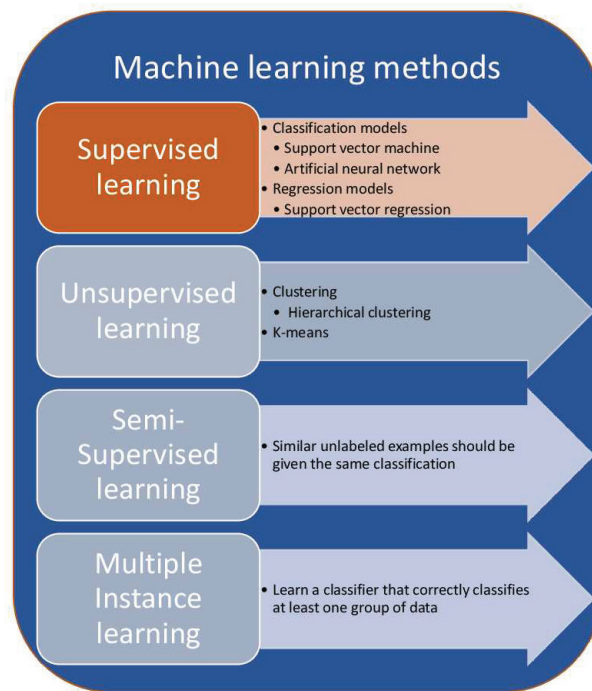 Machine learning methods
Supervised
learning
• Classification models
• Support vector machine
• Artificial neural network
• Regression models
• Support vector regression
Unsupervised
learning
• Clustering
• Hierarchical clustering
• K-means
Semi-
Supervised
learning
• Similar unlabeled examples should be
given the same classification
Multiple
Instance
learning
• Learn a classifier that correctly classifies
at least one group of data